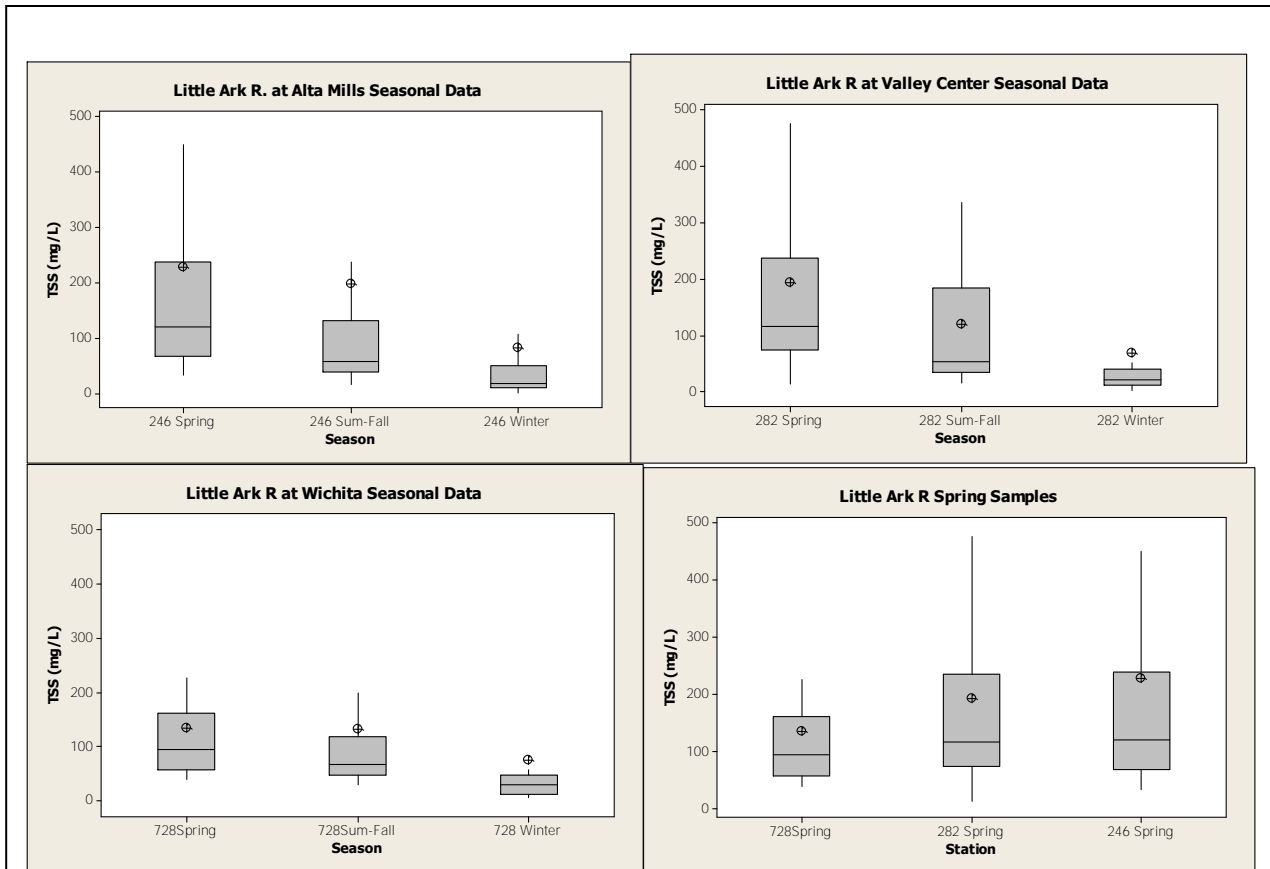 Little Ark R. at Alta Mills Seasonal Data
500
400
300
200
100
0
TSS (mg/L)
246 Spring 246 Sum-Fall 246 Winter
Season
Little Ark R at Valley Center Seasonal Data
500
400
300
200
100
0
TSS (mg/L)
282 Spring 282 Sum-Fall 282 Winter
Season
Little Ark R at Wichita Seasonal Data
500
400
300
200
100
0
TSS (mg/L)
728Spring 728Sum-Fall 728 Winter
Season
Little Ark R Spring Samples
500
400
300
200
100
0
TSS (mg/L)
728Spring 282 Spring 246 Spring
Station